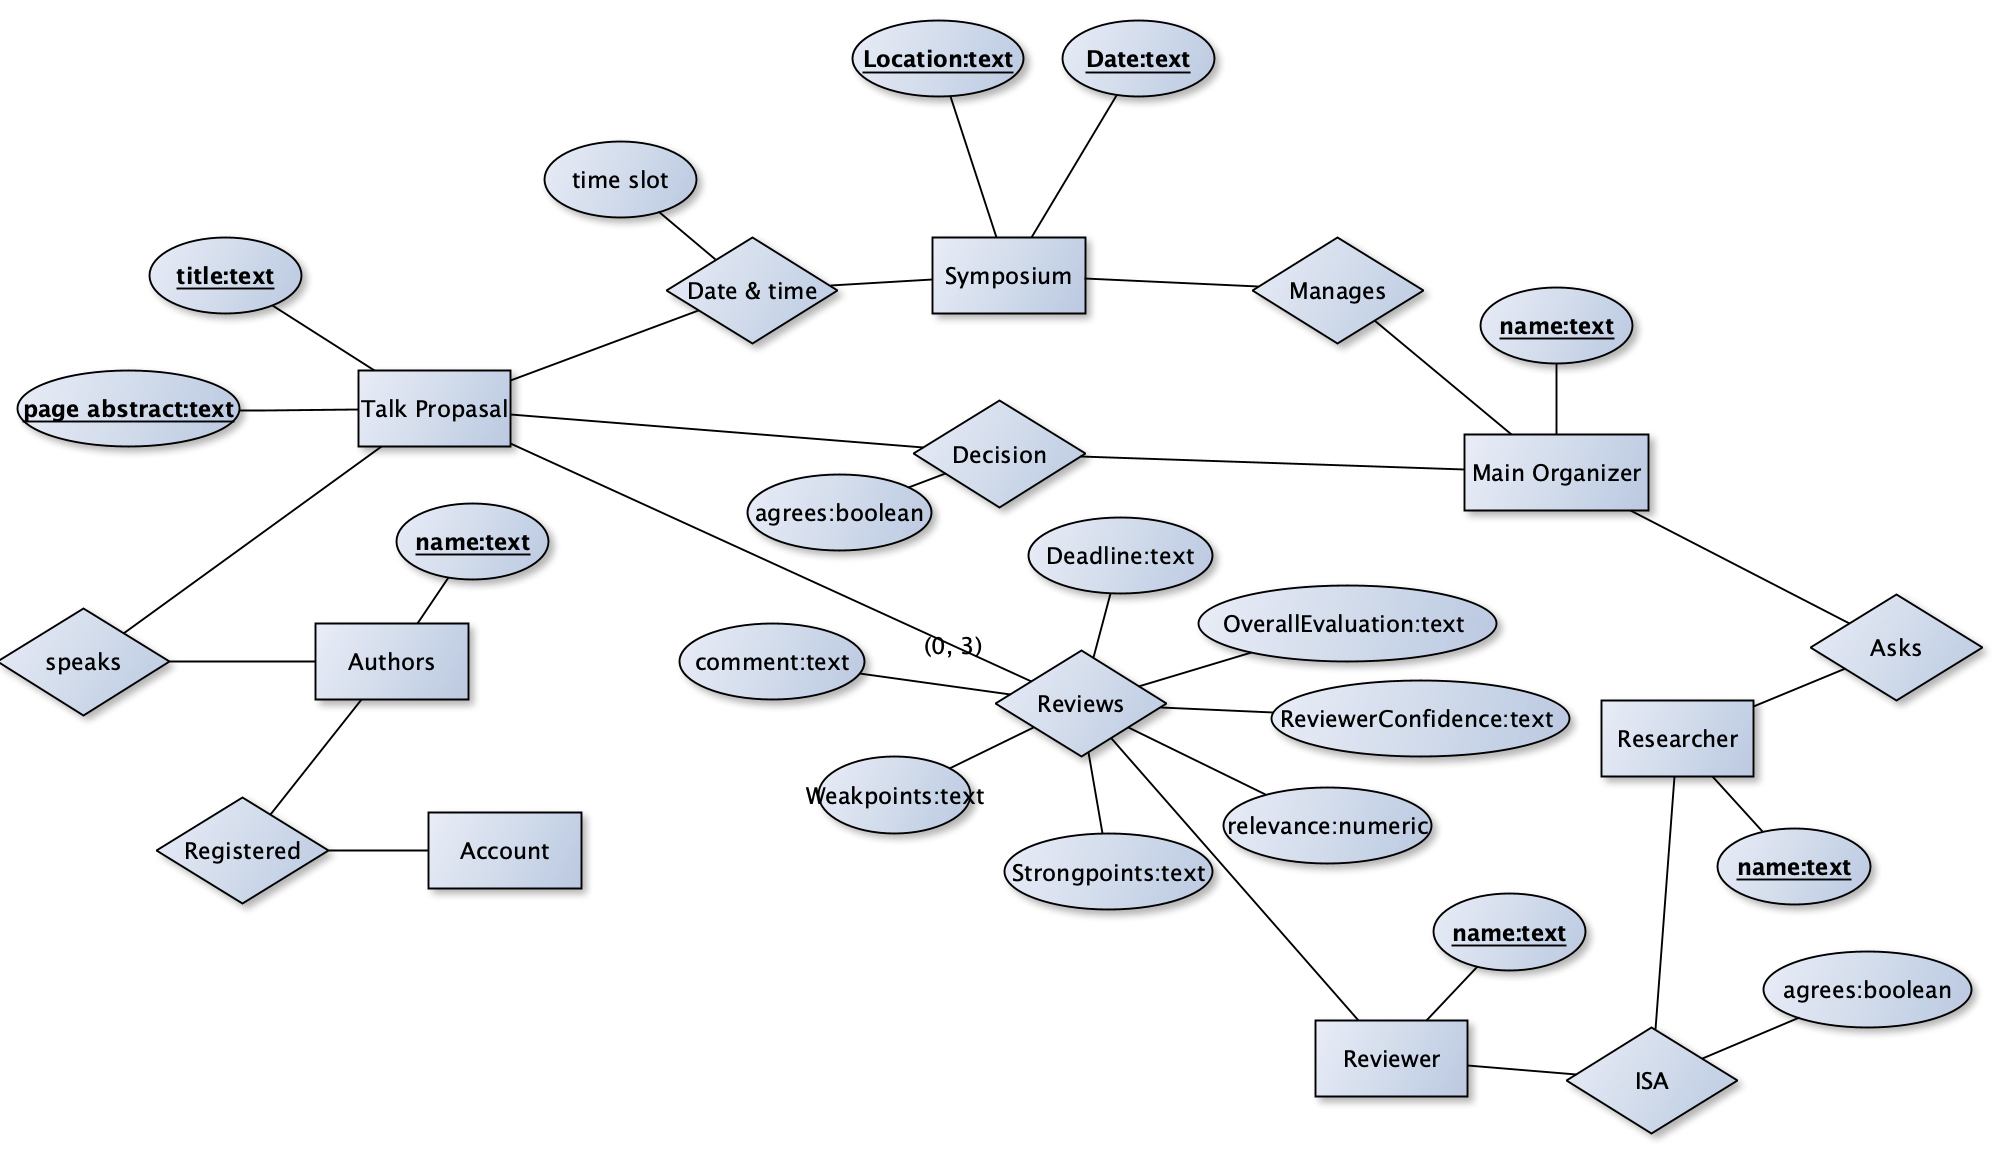 Location:text
Date:text
time slot
title:text
Date & time
Symposium
Manages
name:text
page abstract:text
Talk Propasal
Decision
Main Organizer
agrees:boolean
name:text
Deadline:text
OverallEvaluation:text
(0, 3)
speaks
Authors
comment:text
Asks
Reviews
ReviewerConfidence:text
Researcher
Weakpoints:text
relevance:numeric
Registered
Account
Strongpoints:text
name:text
name:text
agrees:boolean
Reviewer
ISA